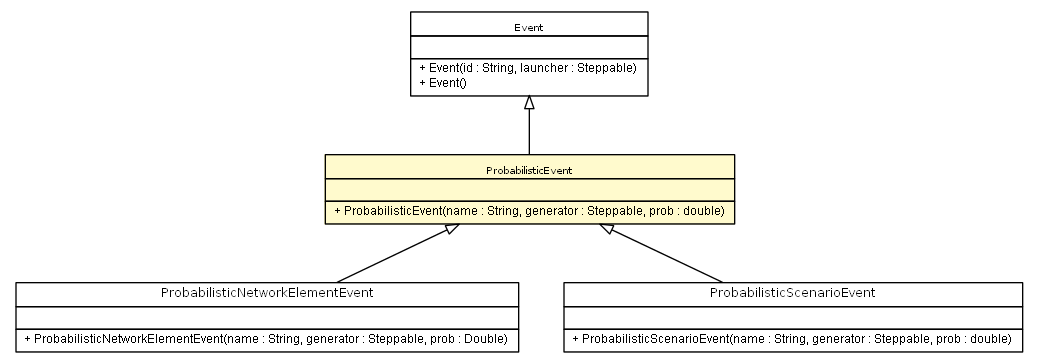 Event
+ Event(id : String, launcher : Steppable)
+ Event()
ProbabilisticEvent
+ ProbabilisticEvent(name : String, generator : Steppable, prob : double)
ProbabilisticNetworkElementEvent
+ ProbabilisticNetworkElementEvent(name : String, generator : Steppable, prob : Double)
ProbabilisticScenarioEvent
+ ProbabilisticScenarioEvent(name : String, generator : Steppable, prob : double)